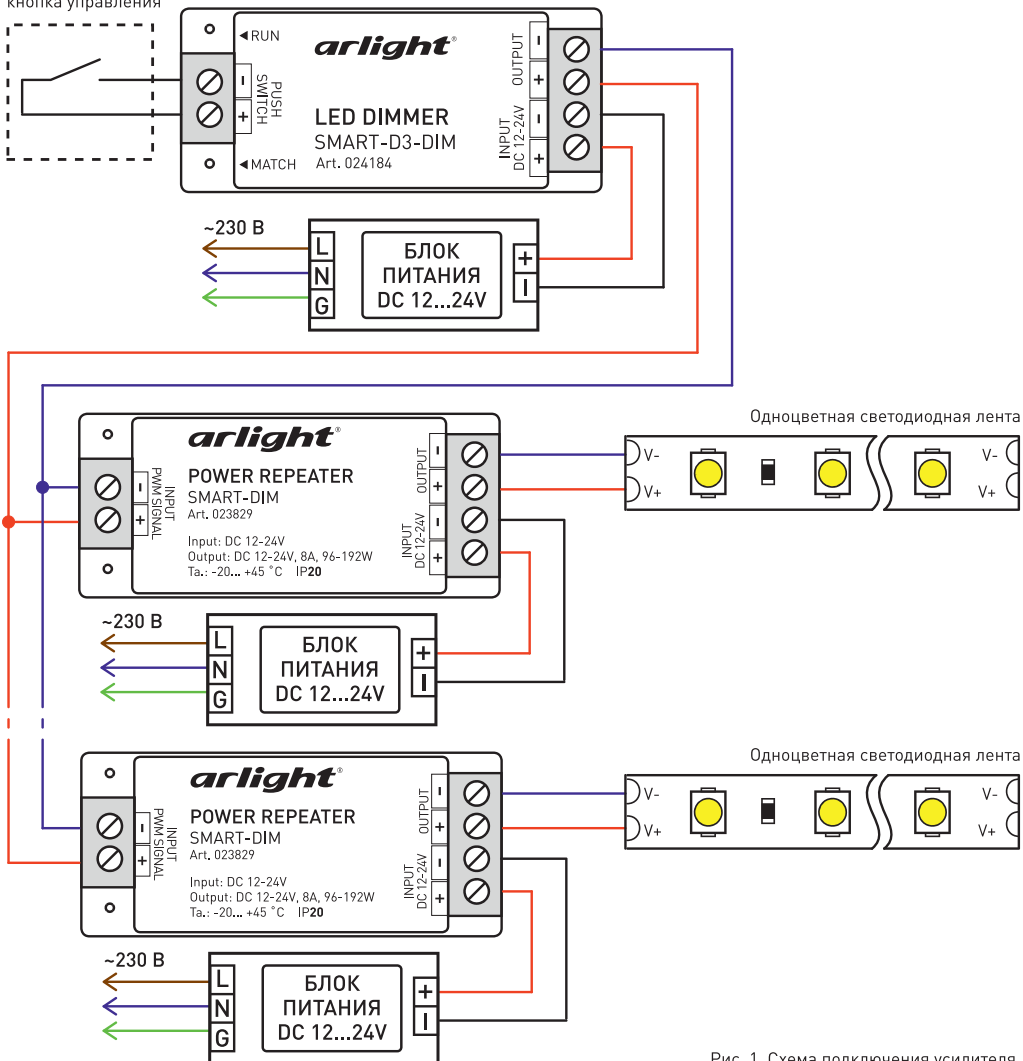 кнопка управления
RUN
arlight
OUTPUT
-
+
PUSH SWITCH
-
+
LED DIMMER
SMART-D3-DIM
Art. 024184
INPUT DC 12-24V
-
+
MATCH
~230 В
L
N
G
БЛОК
ПИТАНИЯ
DC 12...24V
+
-
Одноцветная светодиодная лента
arlight
POWER REPEATER
SMART-DIM
Art. 023829
Input: DC 12-24V
Output: DC 12-24V, 8A, 96-192W
Ta.: -20... +45 °C IP20
INPUT PWM SIGNAL
-
+
OUTPUT
-
+
INPUT DC 12-24V
-
+
V-
V+
V-
V+
~230 В
L
N
G
БЛОК
ПИТАНИЯ
DC 12...24V
+
-
Одноцветная светодиодная лента
arlight
POWER REPEATER
SMART-DIM
Art. 023829
Input: DC 12-24V
Output: DC 12-24V, 8A, 96-192W
Ta.: -20... +45 °C IP20
INPUT PWM SIGNAL
-
+
OUTPUT
-
+
INPUT DC 12-24V
-
+
V-
V+
V-
V+
~230 В
L
N
G
БЛОК
ПИТАНИЯ
DC 12...24V
+
-
Рис. 1. Схема подключения усилителя